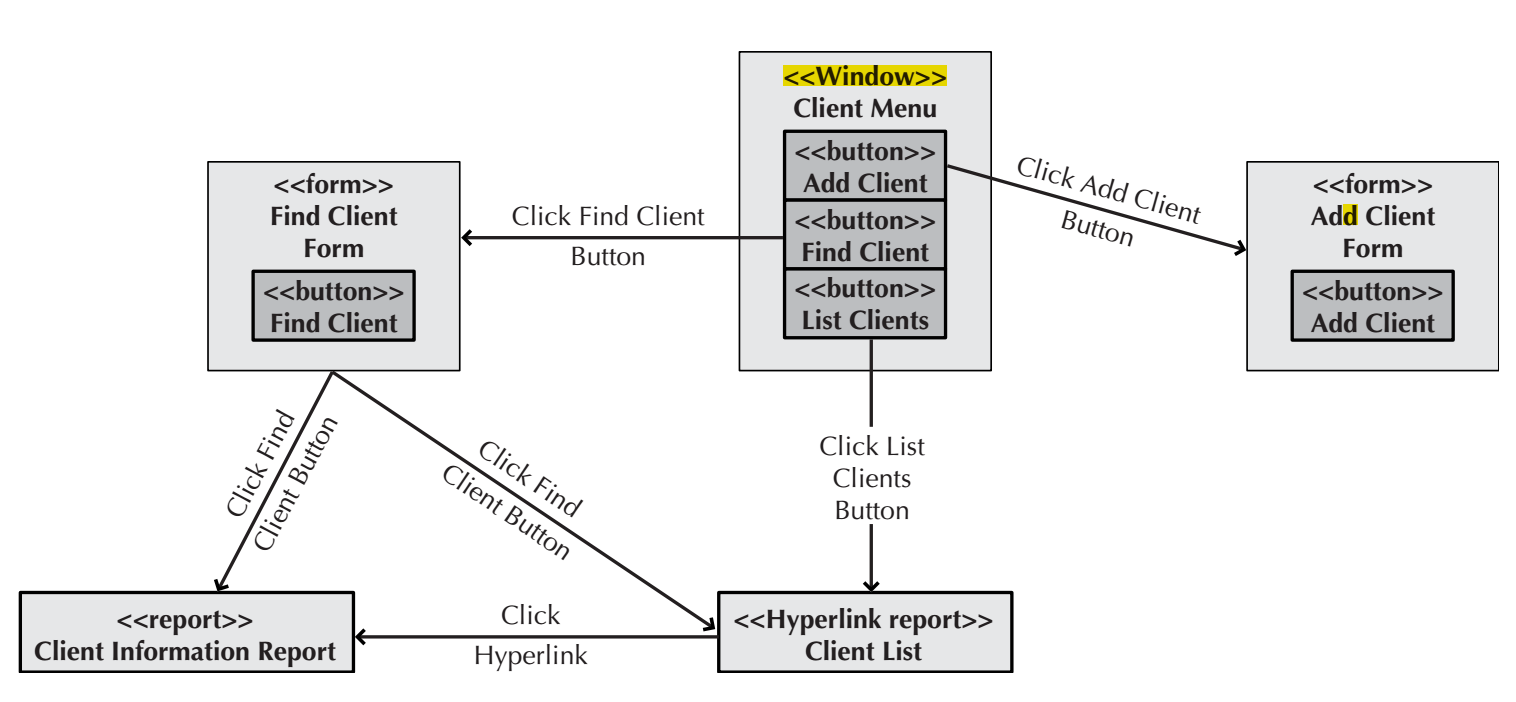 <<Window>>
Client Menu
<<button>>
Add Client
<<button>>
Find Client
<<button>>
List Clients
Click Find Client
Button
<<form>>
Find Client
Form
<<button>>
Find Client
Click Add Client
Button
<<form>>
Add Client
Form
<<button>>
Add Client
Click Find
Client Button
Click Find
Client Button
Click List
Clients
Button
<<report>>
Client Information Report
Click
Hyperlink
<<Hyperlink report>>
Client List